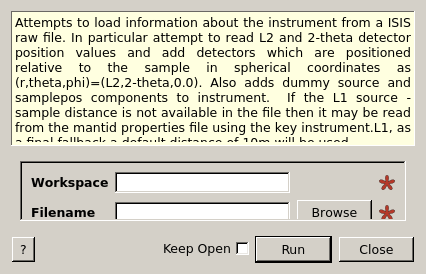 Attempts to load information about the instrument from a ISIS
raw file. In particular attempt to read L2 and 2-theta detector
position values and add detectors which are positioned
relative to the sample in spherical coordinates as
(r,theta,phi)=(L2,2-theta,0.0). Also adds dummy source and
samplepos components to instrument. If the L1 source -
sample distance is not available in the file then it may be read
from the mantid properties file using the key instrument.L1, as
a final fallback a default distance of 10m will be used.
Workspace
Filename Browse
? Keep Open Run Close